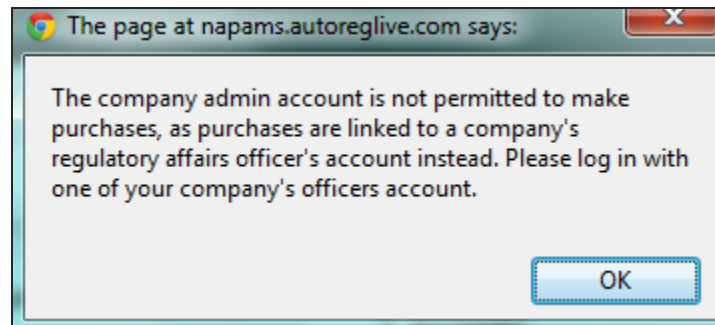 The page at napams.autoreglive.com says:
The company admin account is not permitted to make
purchases, as purchases are linked to a company's
regulatory affairs officer's account instead. Please log in with
one of your company's officers account.
OK